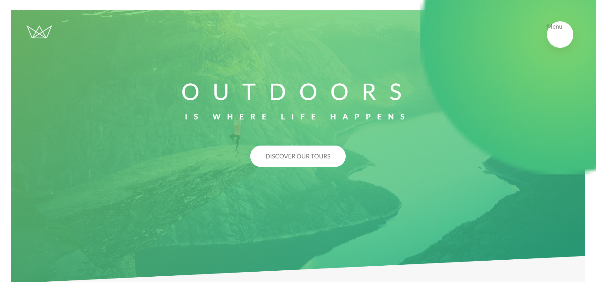 Menu
OUTDOORS
IS WHERE LIFE HAPPENS
DISCOVER OUR TOURS